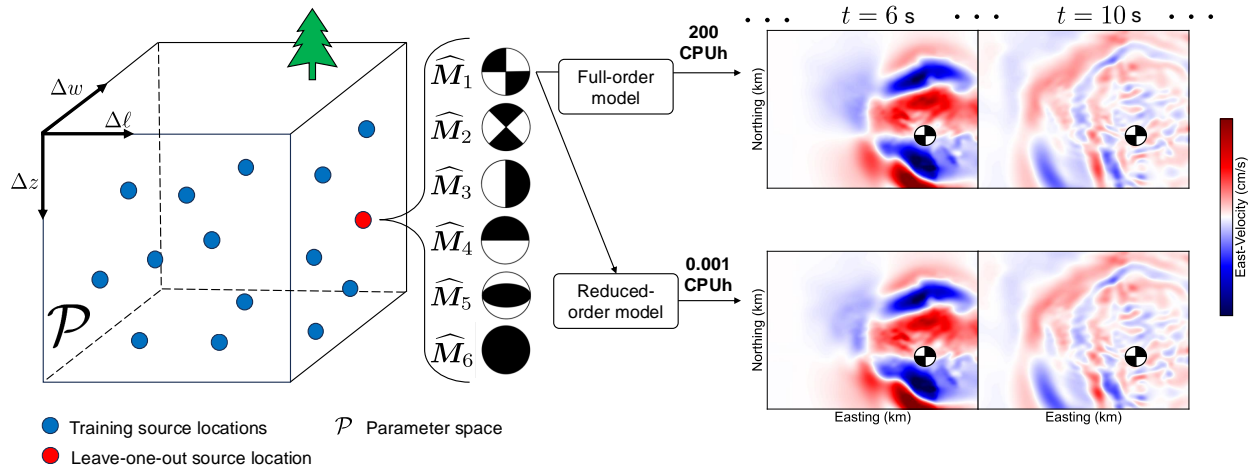 Δw
Δℓ
Δz
𝒫
M̂₁
M̂₂
M̂₃
M̂₄
M̂₅
M̂₆
Full-order
model
Reduced-
order model
200
CPUh
0.001
CPUh
• • • t = 6 s • • • t = 10 s • • •
Northing (km)
Northing (km)
Easting (km)
Easting (km)
East-Velocity (cm/s)
Training source locations
𝒫 Parameter space
Leave-one-out source location